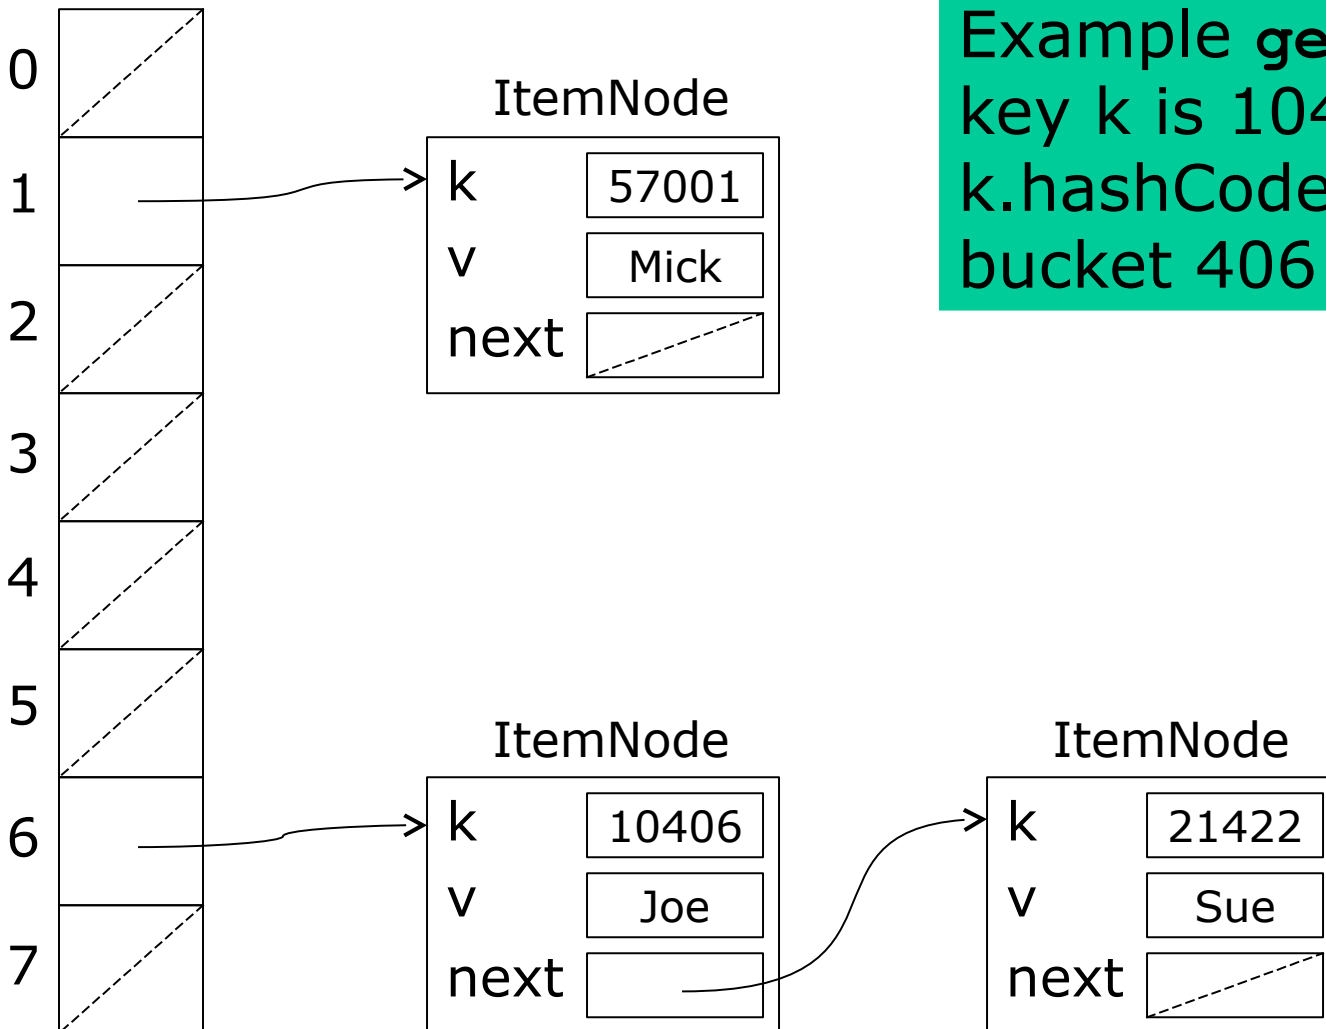 0
1
2
3
4
5
6
7
ItemNode
k 57001
v Mick
next
Example
key k is
bucket 406
ItemNode
k 10406
v Joe
next
ItemNode
k 21422
v Sue
next